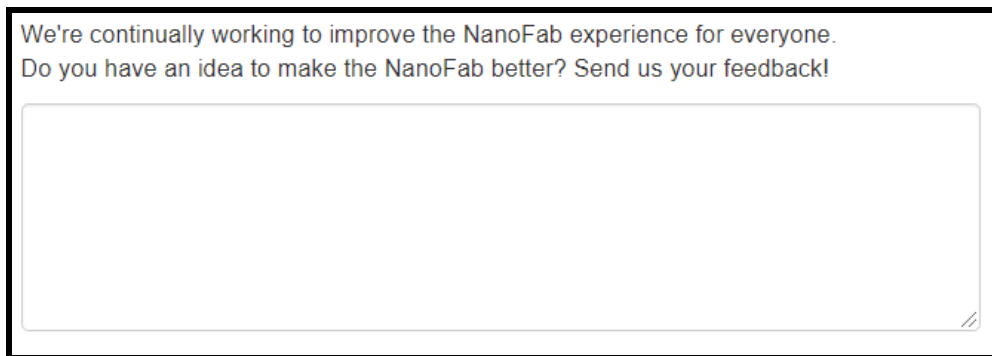 We're continually working to improve the NanoFab experience for everyone.
Do you have an idea to make the NanoFab better? Send us your feedback!